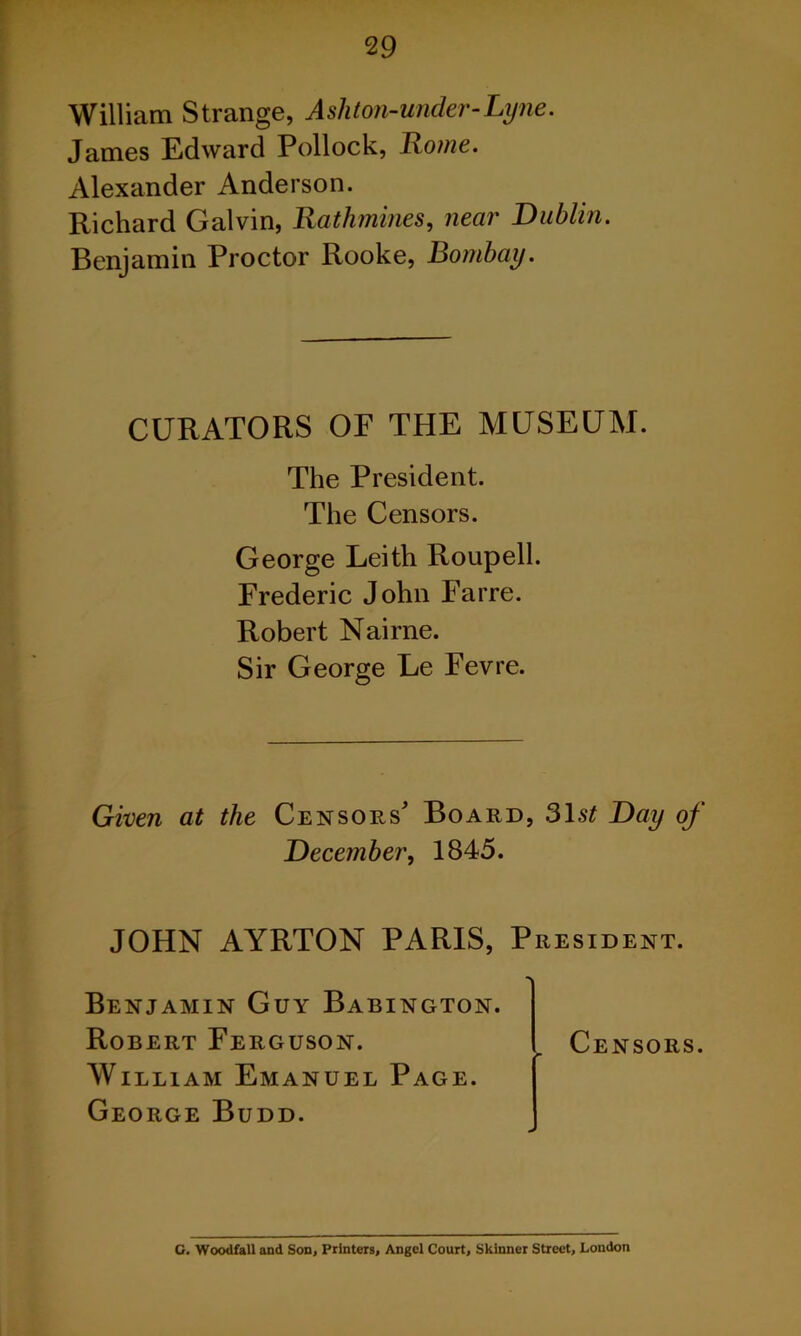 29
William Strange, Ashton-under-Lyne.
James Edward Pollock, Rome.
Alexander Anderson.
Richard Galvin, Rathmines, near Dublin.
Benjamin Proctor Rooke, Bombay.
CURATORS OF THE MUSEUM.
The President.
The Censors.
George Leith Roupell.
Frederic John Farre.
Robert Nairne.
Sir George Le Fevre.
Given at the Censors' Board, 31st Day of
December, 1845.
JOHN AYRTON PARIS, President.
Benjamin Guy Babington.
Robert Ferguson.
William Emanuel Page.
George Budd.
Censors.
G. Woodfall and Son, Printers, Angel Court, Skinner Street, London